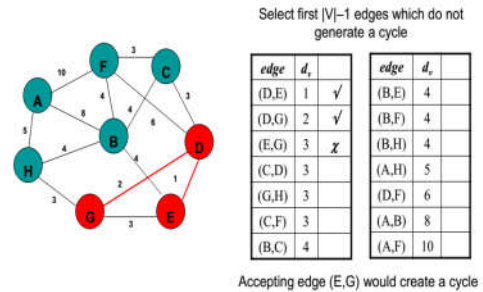 Select first |V|–1 edges which do not
generate a cycle
3
F
C
10
A
4
4
3
8
6
5
B
D
4
4
H
2
1
3
G
E
3
edge dv
(D,E) 1 √
(D,G) 2 √
(E,G) 3 χ
(C,D) 3
(G,H) 3
(C,F) 3
(B,C) 4
edge dv
(B,E) 4
(B,F) 4
(B,H) 4
(A,H) 5
(D,F) 6
(A,B) 8
(A,F) 10
Accepting edge (E,G) would create a cycle